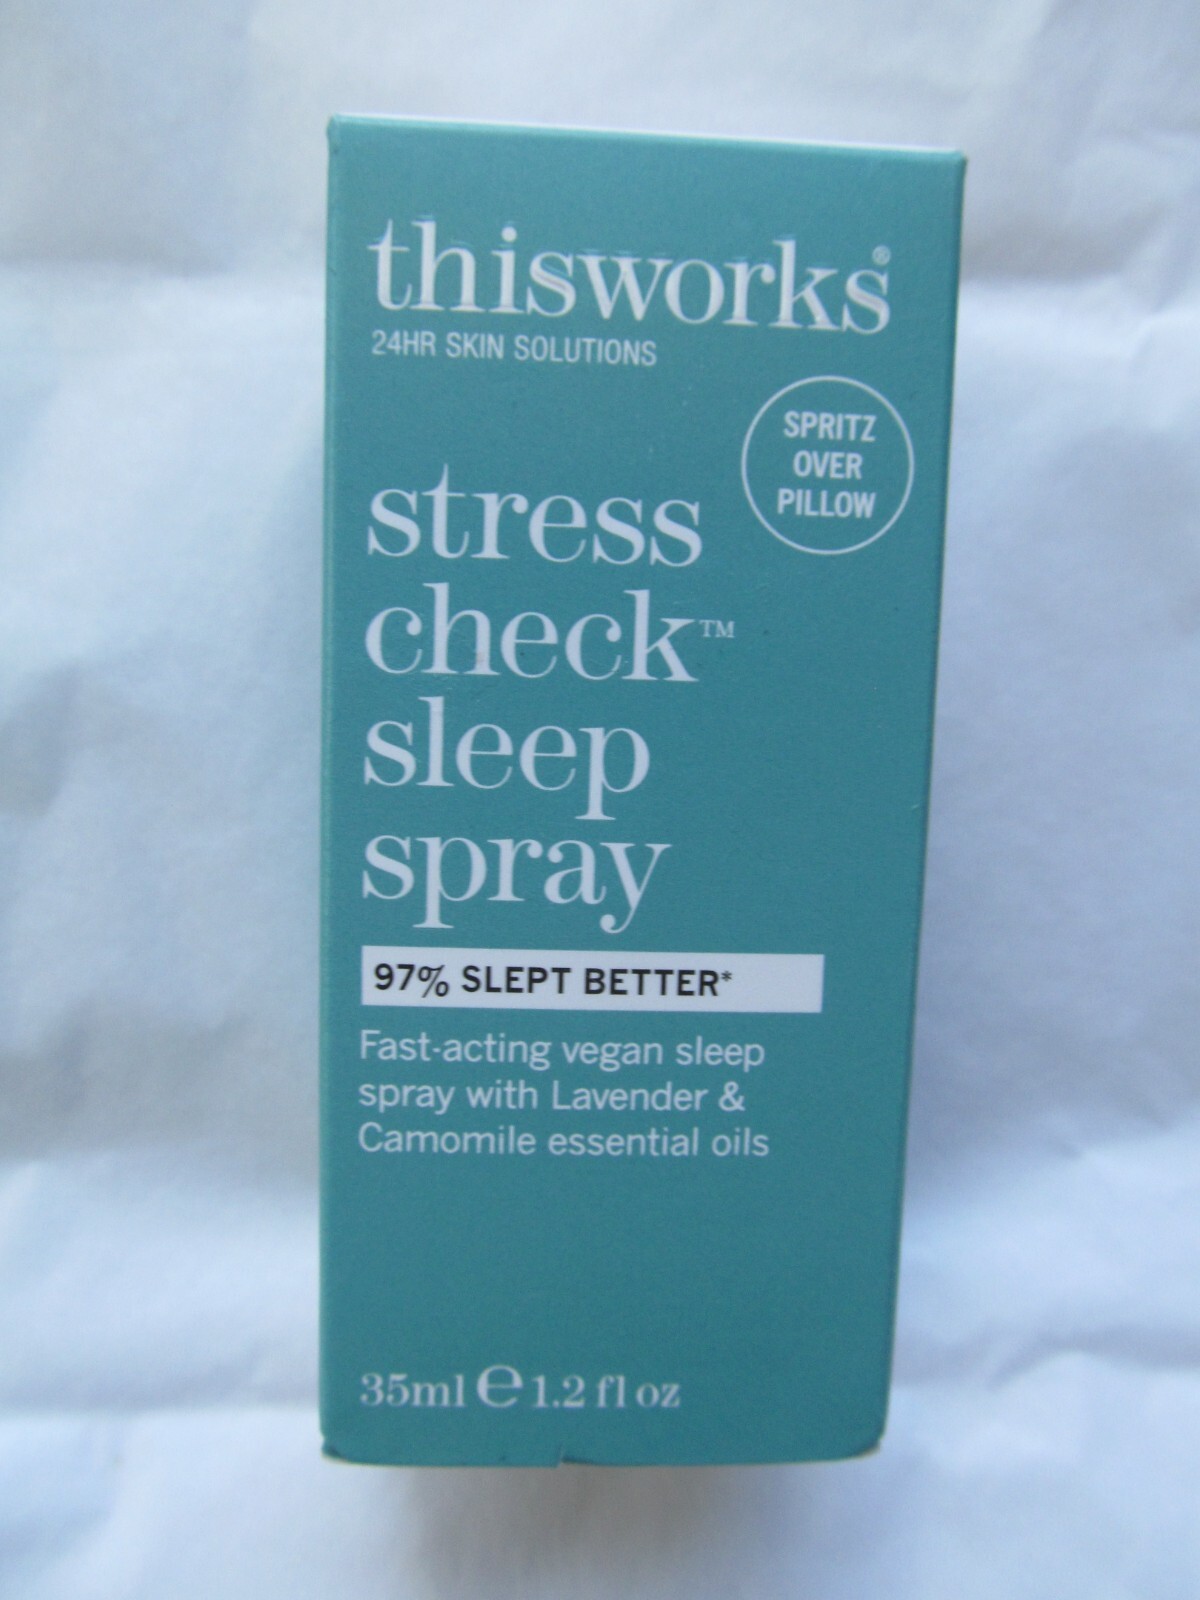 thisworks®
24HR SKIN SOLUTIONS
SPRITZ
OVER
PILLOW
stress
check™
sleep
spray
97% SLEPT BETTER*
Fast-acting vegan sleep
spray with Lavender &
Camomile essential oils
35ml e 1.2 fl oz